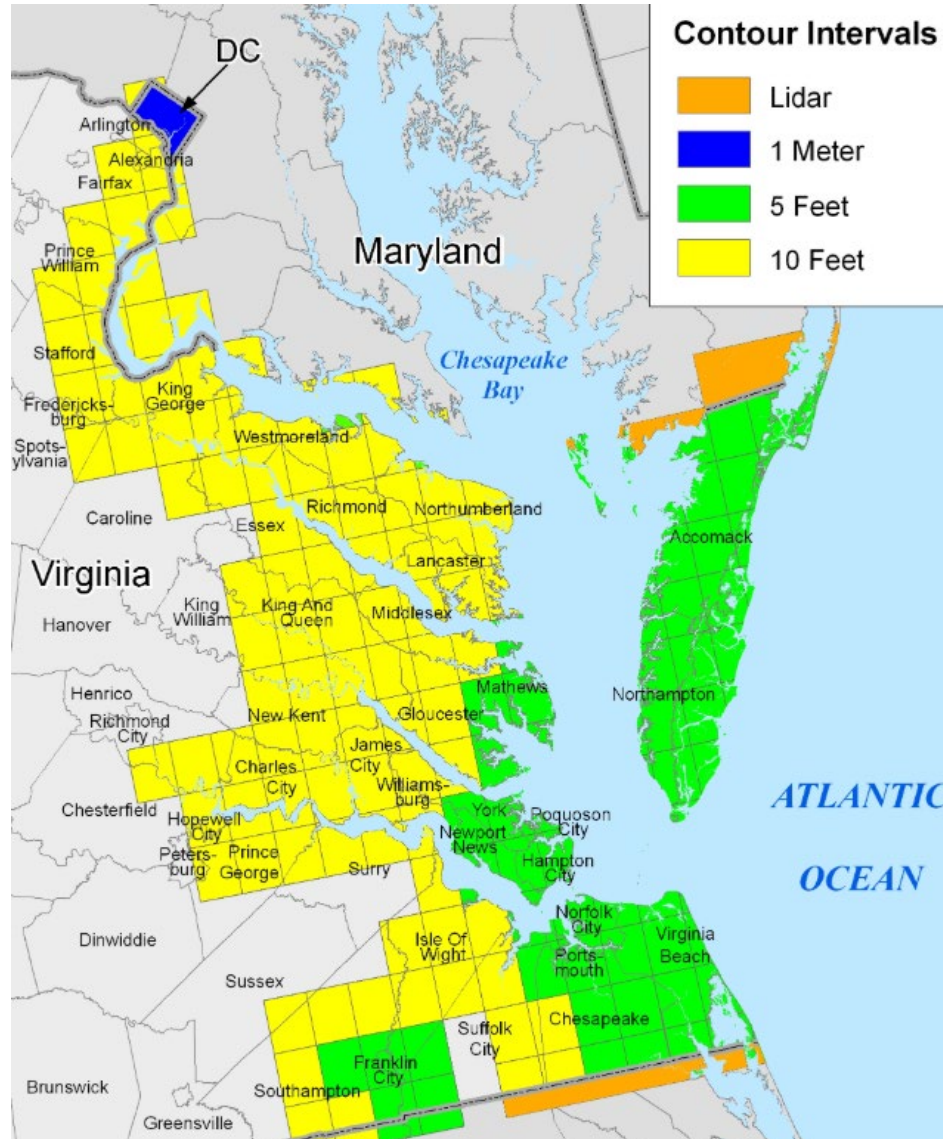 Contour Intervals
Lidar
1 Meter
5 Feet
10 Feet
DC
Arlington
Alexandria
Fairfax
Prince
William
Maryland
Stafford
Chesapeake
Bay
King
George
Fredericks-
burg
Westmoreland
Spots-
ylvania
Richmond
Northumberland
Caroline
Essex
Accomack
Lancaster
Virginia
King
William
King And
Queen
Middlesex
Hanover
Mathews
Northampton
Henrico
Richmond
City
New Kent
Gloucester
James
City
Charles
City
Williams-
burg
ATLANTIC
OCEAN
Chesterfield
York
Poquoson
City
Hopewell
City
Newport
News
Peters-
burg
Prince
George
Surry
Hampton
City
Norfolk
City
Dinwiddie
Isle Of
Wight
Ports-
mouth
Virginia
Beach
Sussex
Suffolk
City
Chesapeake
Franklin
City
Brunswick
Southampton
Greensville